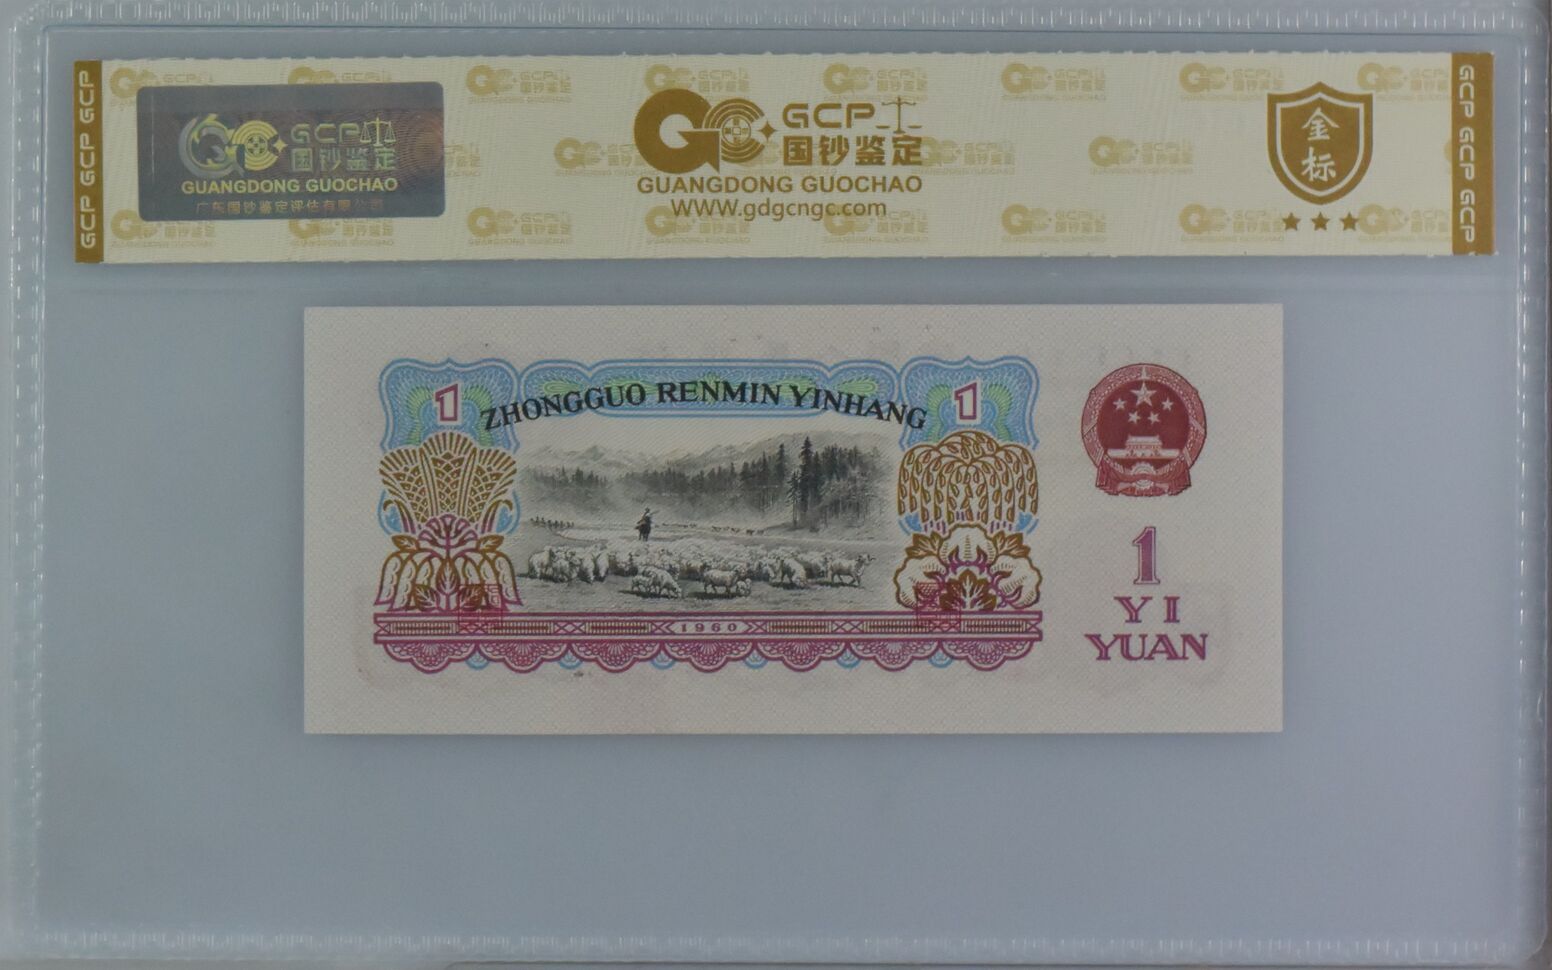 GCP GCP GCP
GCP
国钞鉴定
GUANGDONG GUOCHAO
广东国钞鉴定评估有限公司
GCP
国钞鉴定
GUANGDONG GUOCHAO
WWW.gdgcngc.com
金
标
GCP GCP GCP
1
ZHONGGUO RENMIN YINHANG
1
1960
1
YI
YUAN